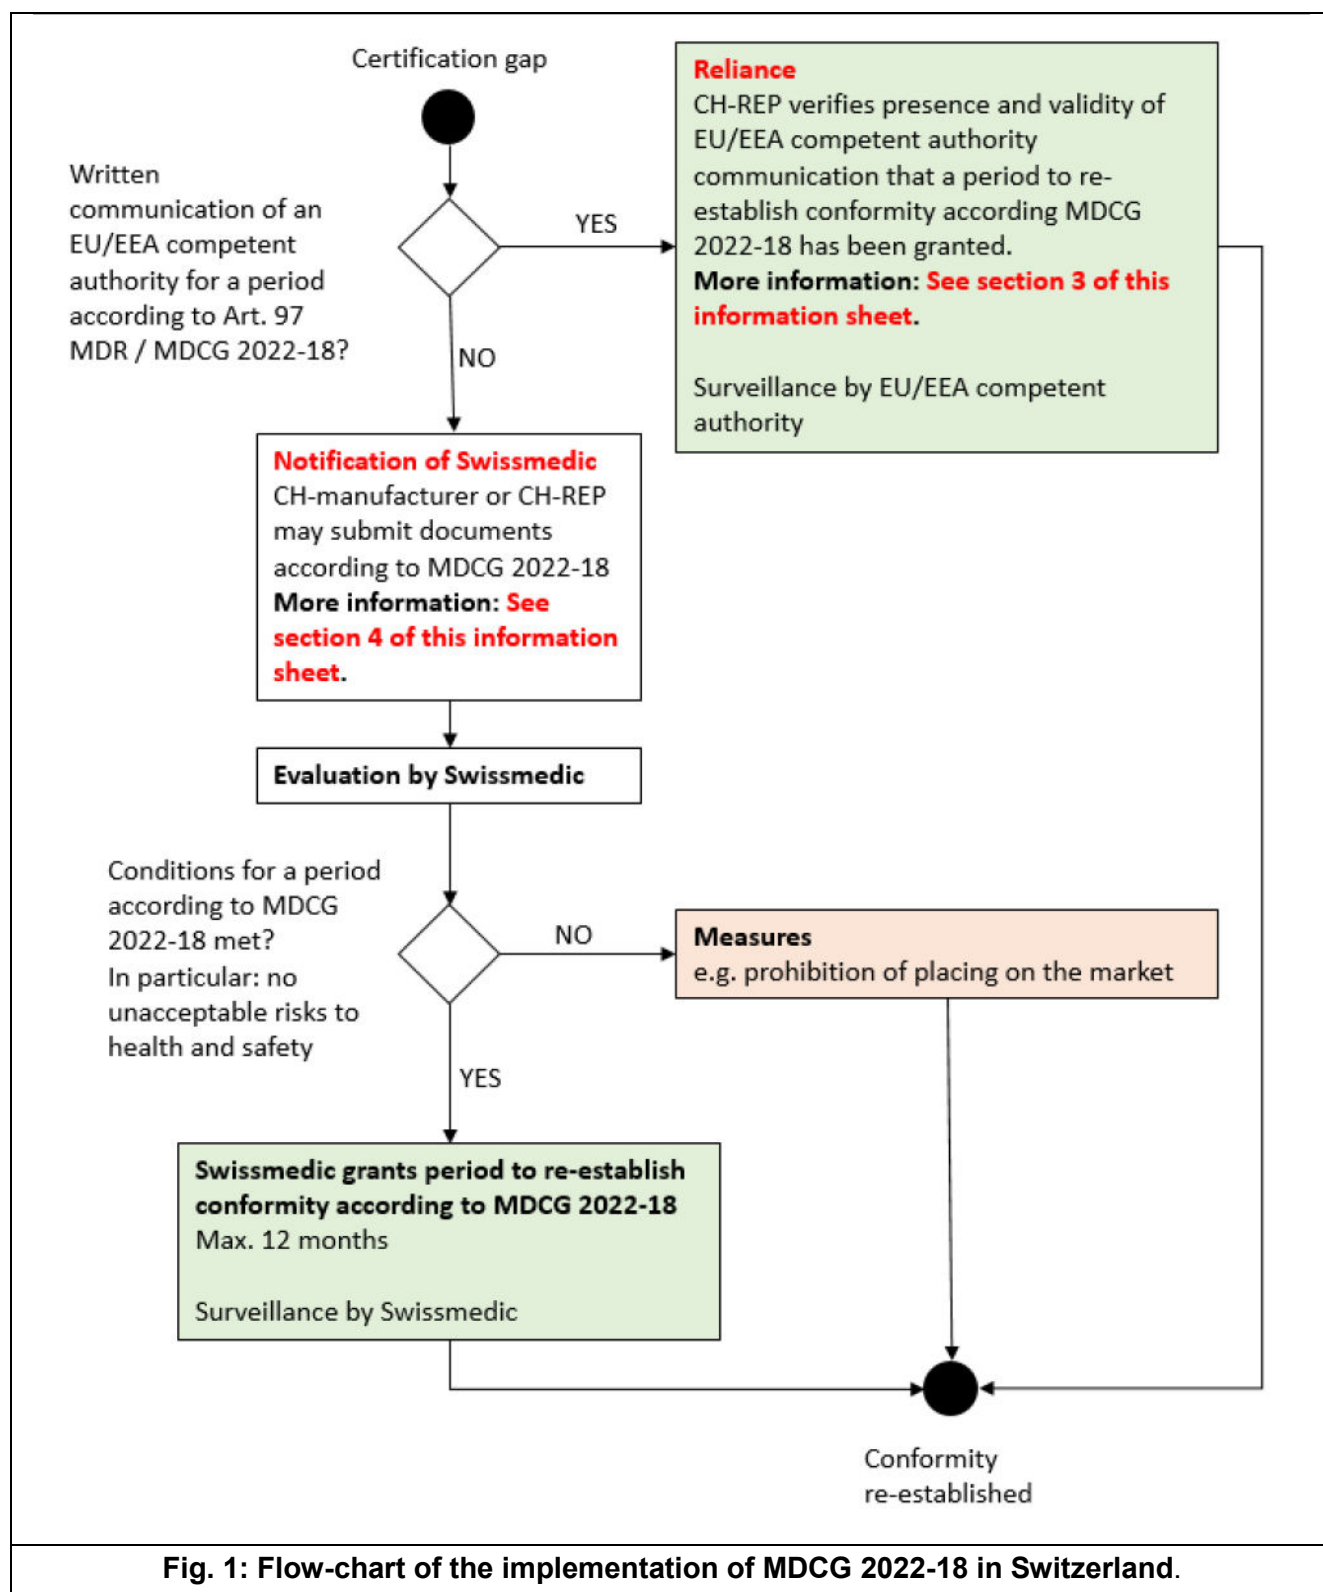 Certification gap
Written
communication of an
EU/EEA competent
authority for a period
according to Art. 97
MDR / MDCG 2022-18?
YES
Reliance
CH-REP verifies presence and validity of
EU/EEA competent authority
communication that a period to re-
establish conformity according MDCG
2022-18 has been granted.
More information: See section 3 of this
information sheet.
Surveillance by EU/EEA competent
authority
NO
Notification of Swissmedic
CH-manufacturer or CH-REP
may submit documents
according to MDCG 2022-18
More information: See
section 4 of this information
sheet.
Evaluation by Swissmedic
Conditions for a period
according to MDCG
2022-18 met?
In particular: no
unacceptable risks to
health and safety
NO
Measures
e.g. prohibition of placing on the market
YES
Swissmedic grants period to re-establish
conformity according to MDCG 2022-18
Max. 12 months
Surveillance by Swissmedic
Conformity
re-established
Fig. 1: Flow-chart of the implementation of MDCG 2022-18 in Switzerland.